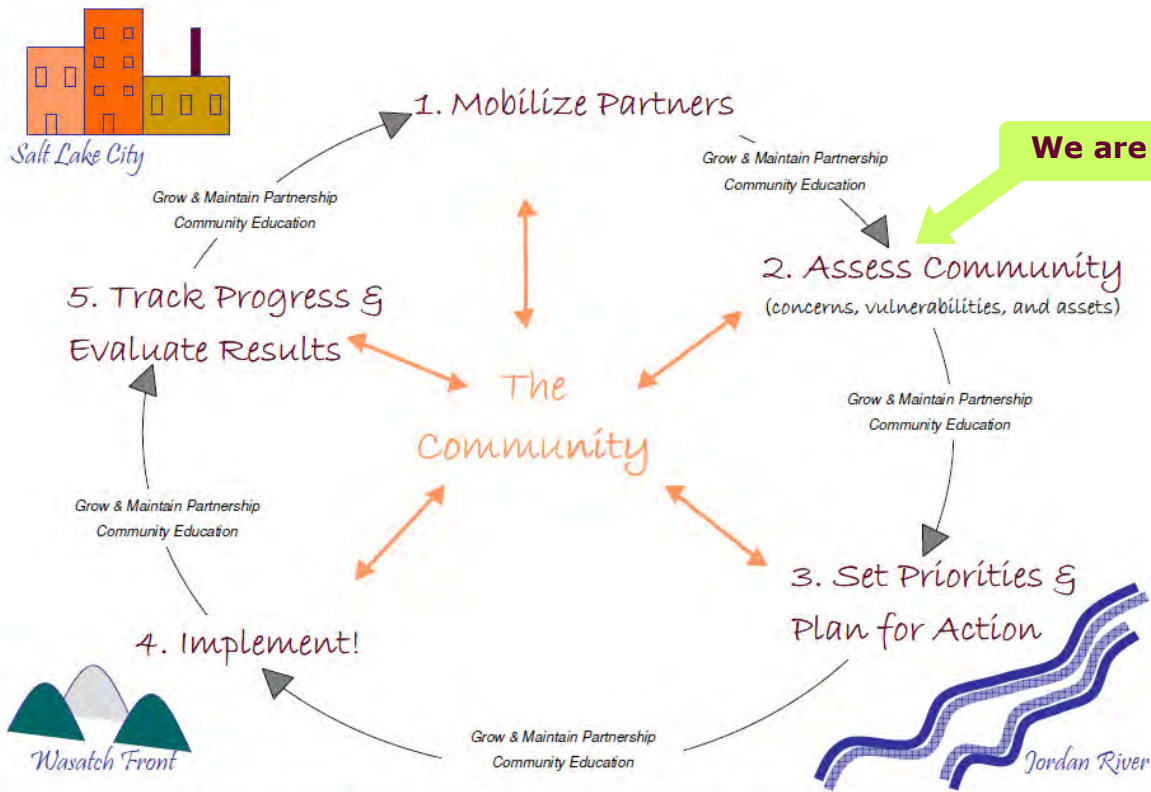 Salt Lake City
1. Mobilize Partners
Grow & Maintain Partnership
Community Education
We are
2. Assess Community
(concerns, vulnerabilities, and assets)
Grow & Maintain Partnership
Community Education
3. Set Priorities &
Plan for Action
Jordan River
Grow & Maintain Partnership
Community Education
4. Implement!
Wasatch Front
Grow & Maintain Partnership
Community Education
5. Track Progress &
Evaluate Results
Grow & Maintain Partnership
Community Education
The
Community